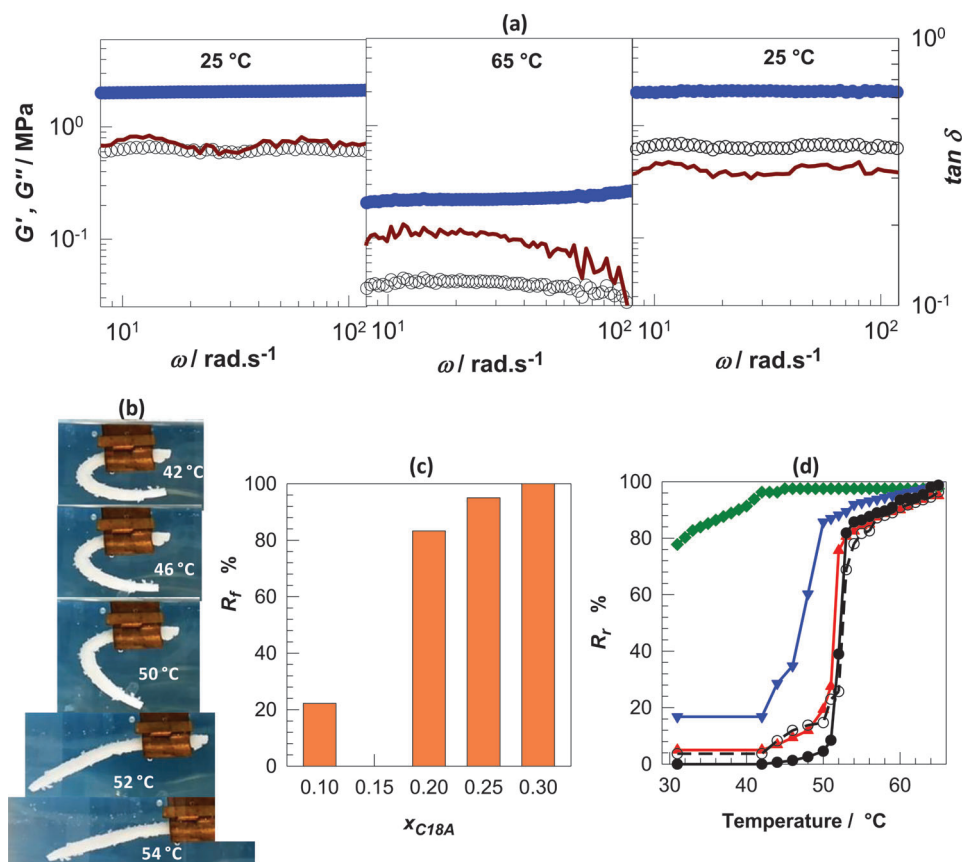 (a)
25 °C
65 °C
25 °C
10⁰
10⁰
10⁻¹
10⁻¹
G′, G″ / MPa
tan δ
10¹
10²
10¹
10²
10¹
10²
ω / rad.s⁻¹
ω / rad.s⁻¹
ω / rad.s⁻¹
(b)
42 °C
46 °C
50 °C
52 °C
54 °C
(c)
100
80
60
40
20
0
R_f %
0.10 0.15 0.20 0.25 0.30
x_C18A
(d)
100
80
60
40
20
0
R_r %
30 40 50 60
Temperature / °C